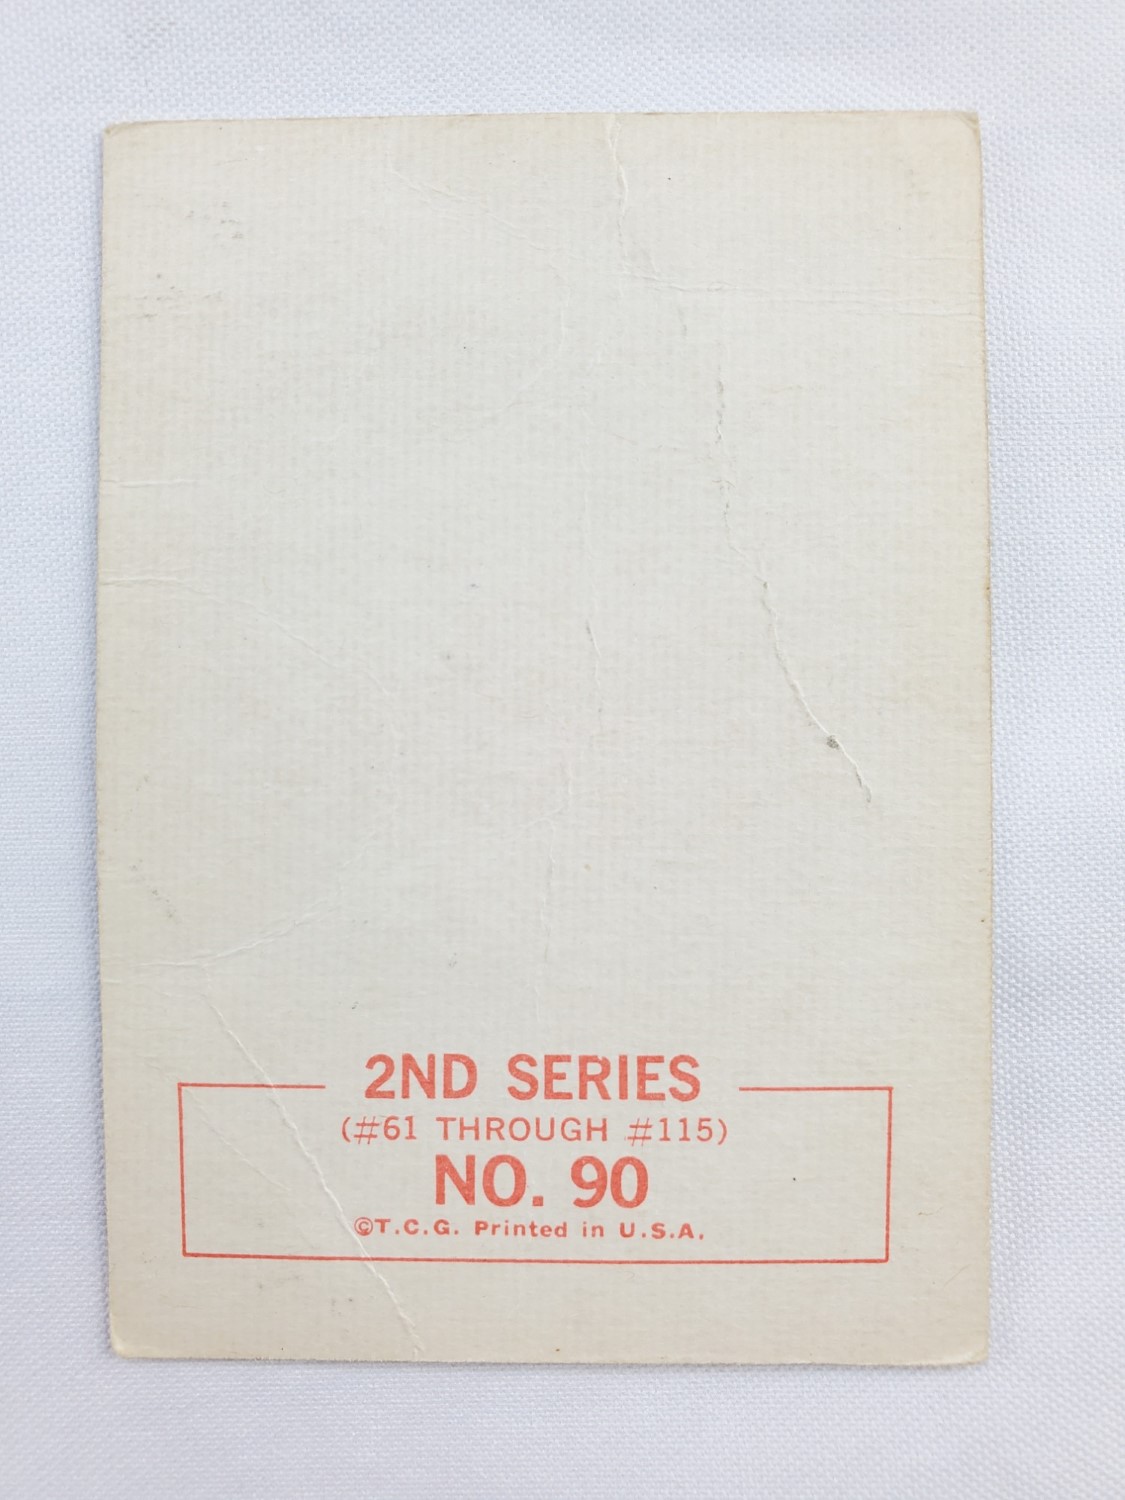 2ND SERIES
(#61 THROUGH #115)
NO. 90
©T.C.G. Printed in U.S.A.